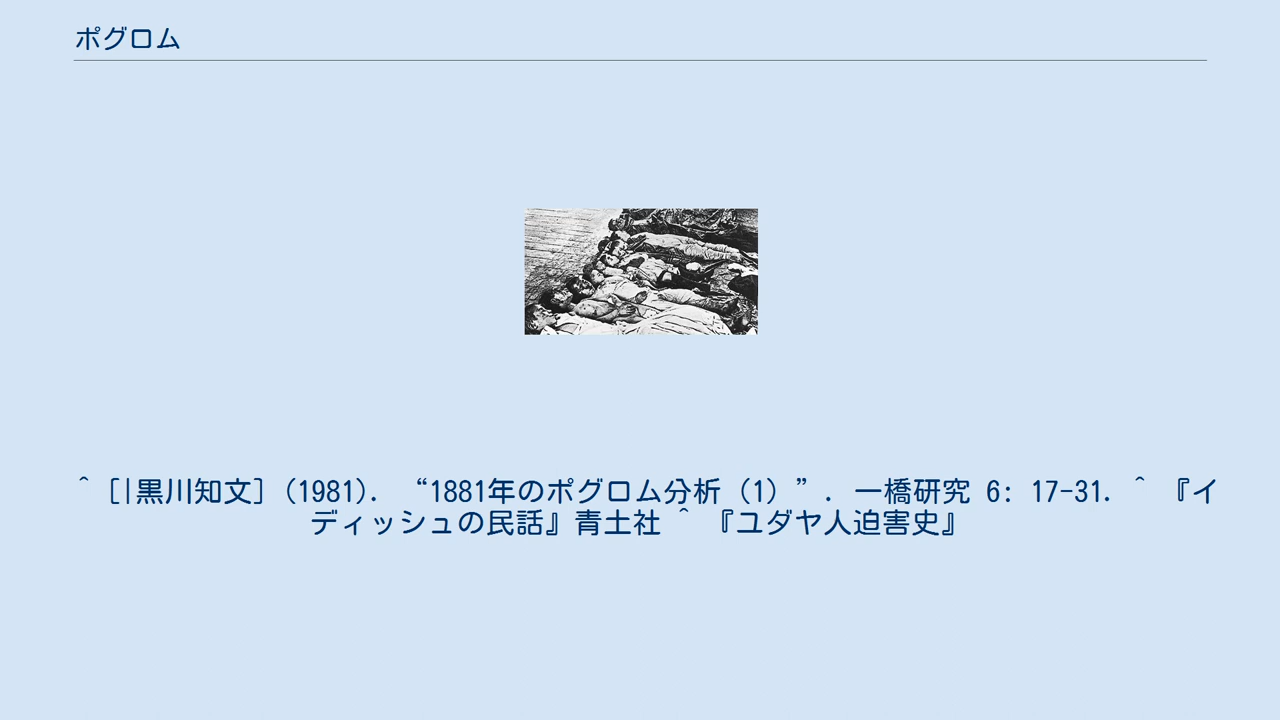 ポグロム
^ [|黒川知文] (1981). “1881年のポグロム分析（1）”. 一橋研究 6: 17-31. ^ 『イ
ディッシュの民話』青土社 ^ 『ユダヤ人迫害史』